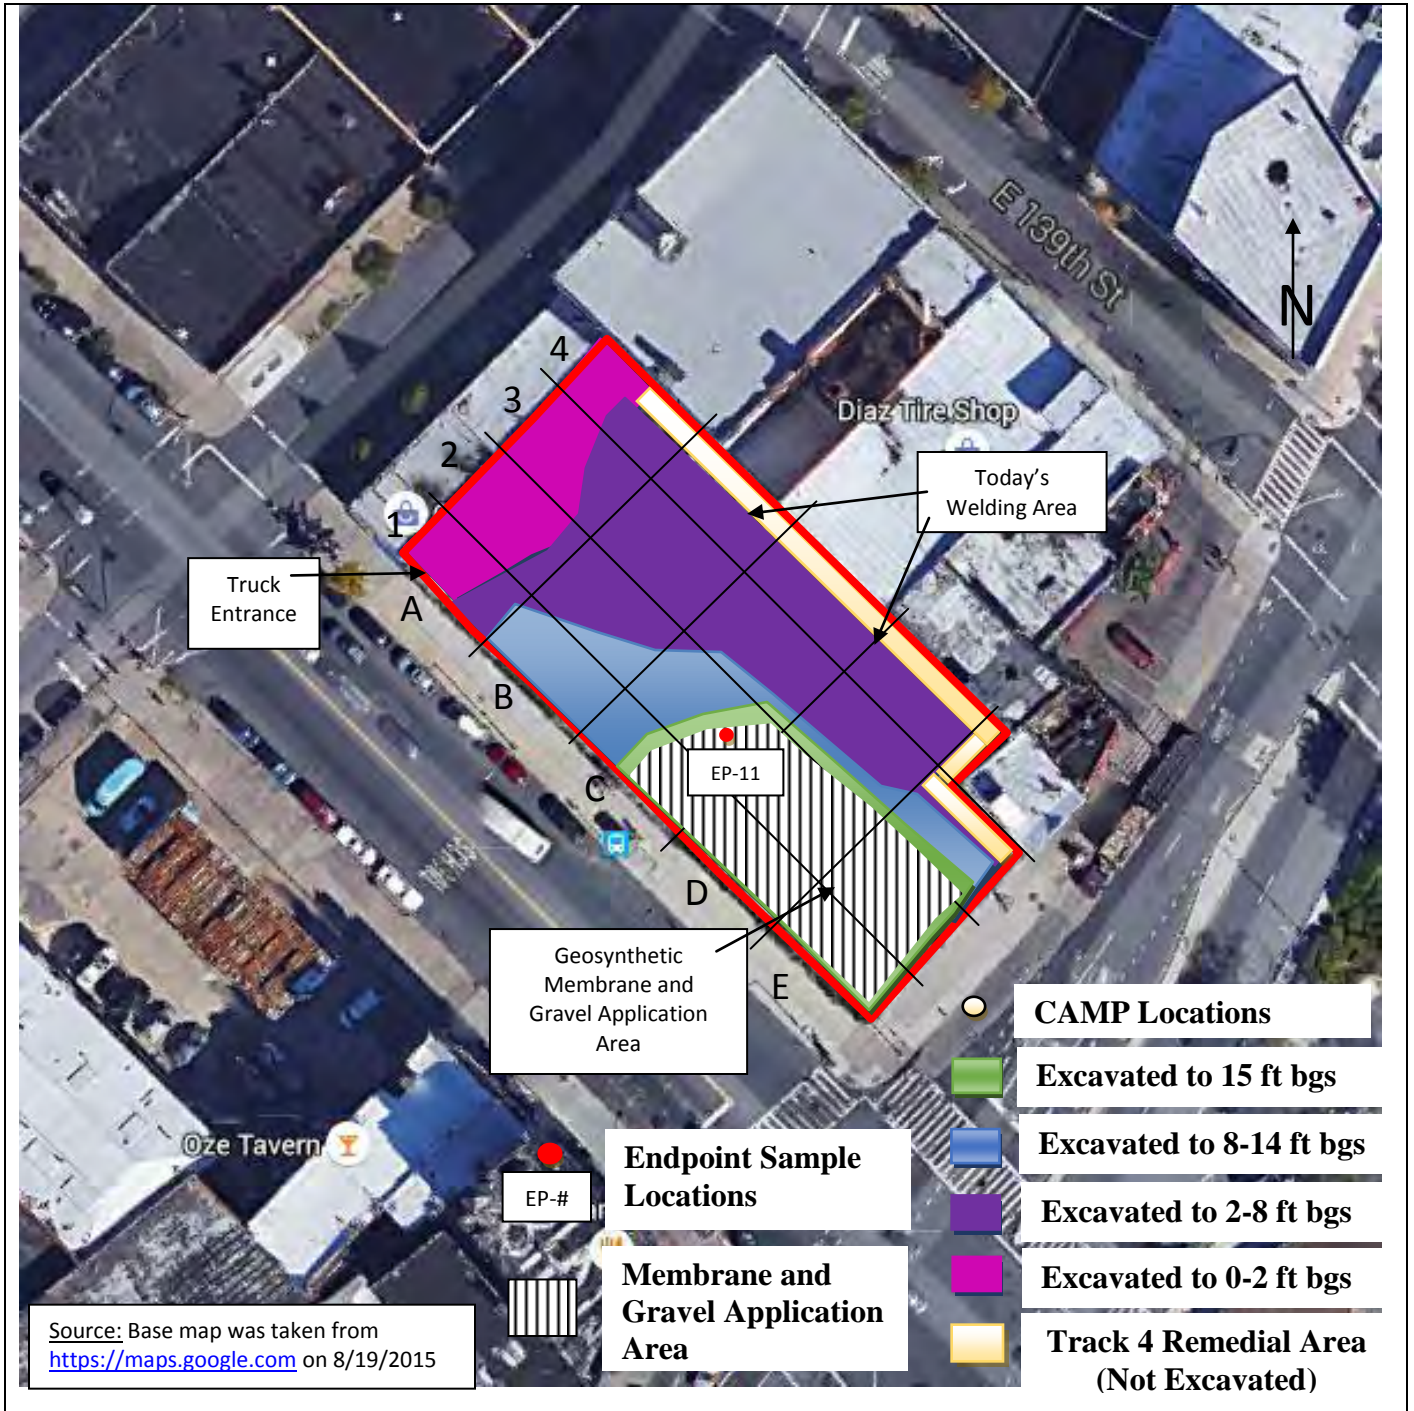 E 139th St
N
4
3
Diaz Tire Shop
2
Today's
Welding Area
1
Truck
Entrance
A
B
EP-11
C
D
Geosynthetic
Membrane and
Gravel Application
Area
E
CAMP Locations
Excavated to 15 ft bgs
Oze Tavern
Endpoint Sample
Locations
EP-#
Excavated to 8-14 ft bgs
Excavated to 2-8 ft bgs
Membrane and
Gravel Application
Area
Excavated to 0-2 ft bgs
Source: Base map was taken from
https://maps.google.com on 8/19/2015
Track 4 Remedial Area
(Not Excavated)